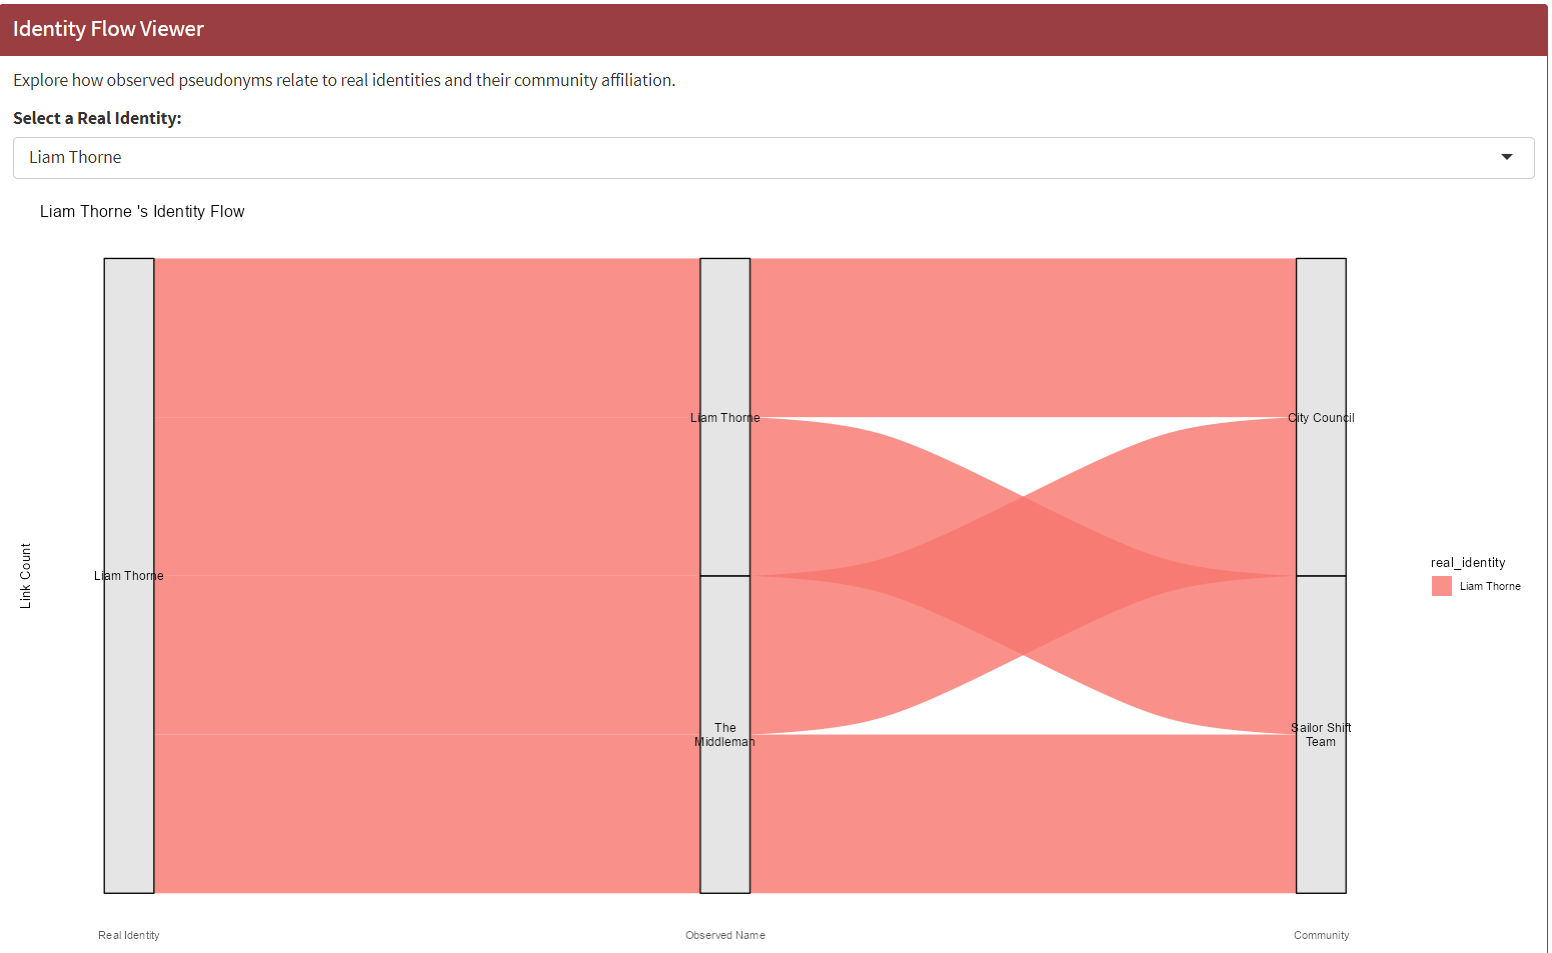 Identity Flow Viewer
Explore how observed pseudonyms relate to real identities and their community affiliation.
Select a Real Identity:
Liam Thorne
Liam Thorne 's Identity Flow
Liam Thorne
City Council
Link Count
real_identity
Liam Thorne
Liam Thorne
The
Middleman
Sailor Shift
Team
Real Identity
Observed Name
Community